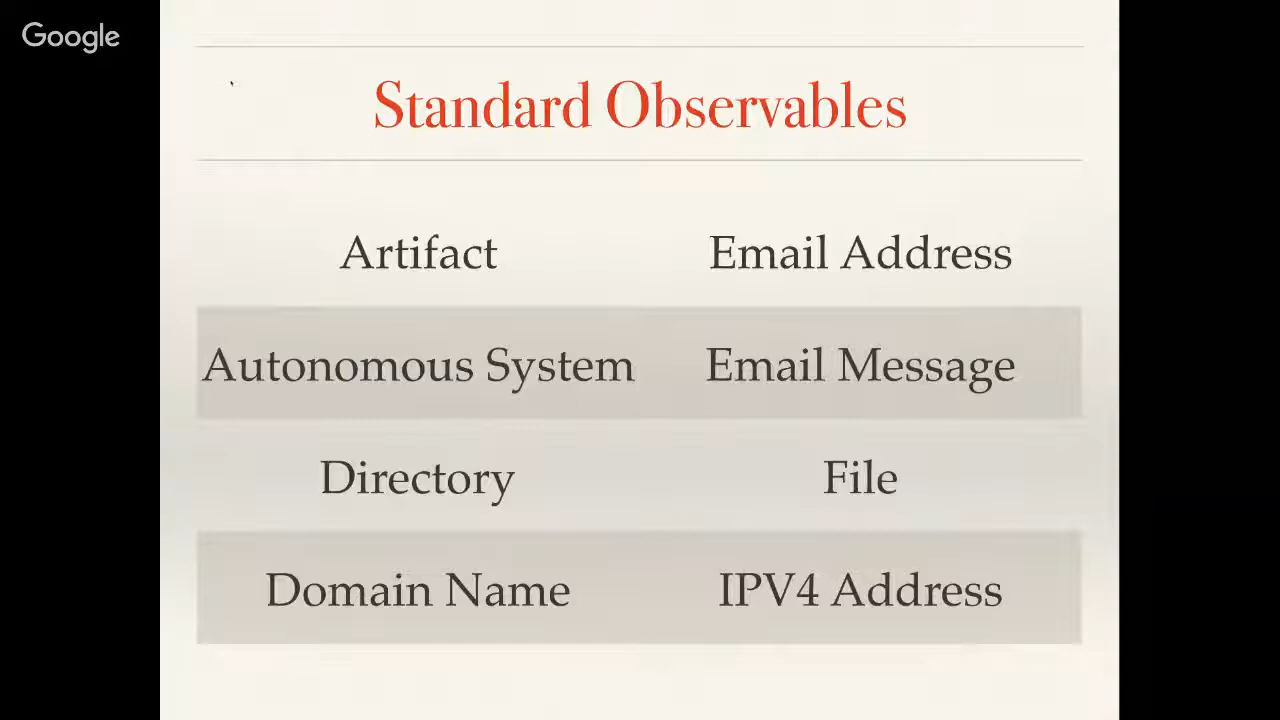 Google
Standard Observables
Artifact Email Address
Autonomous System Email Message
Directory File
Domain Name IPV4 Address